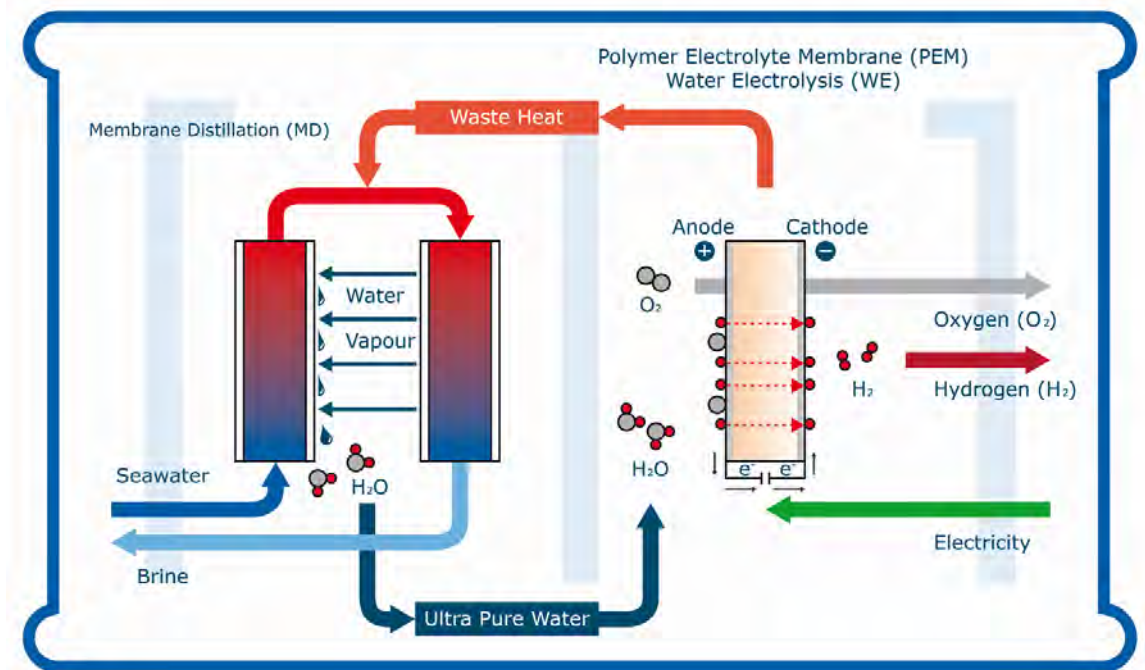 Polymer Electrolyte Membrane (PEM)
Water Electrolysis (WE)
Waste Heat
Membrane Distillation (MD)
Anode
Cathode
+
−
Water
Vapour
O₂
Oxygen (O₂)
H₂
Hydrogen (H₂)
H₂O
H₂O
e⁻
e⁻
Seawater
Electricity
Brine
Ultra Pure Water